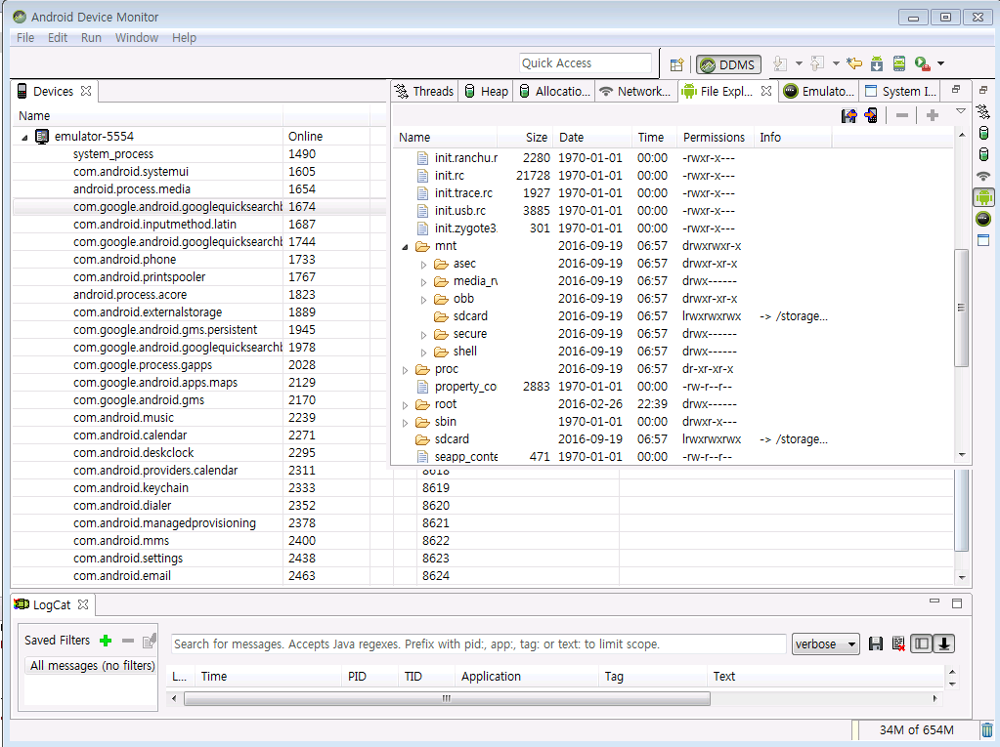 Android Device Monitor
File Edit Run Window Help
Quick Access DDMS
Devices
Name
emulator-5554 Online
system_process 1490
com.android.systemui 1605
android.process.media 1654
com.google.android.googlequicksearchb 1674
com.android.inputmethod.latin 1687
com.google.android.googlequicksearchb 1744
com.android.phone 1733
com.android.printspooler 1767
android.process.acore 1823
com.android.externalstorage 1889
com.android.gms.persistent 1945
com.google.android.googlequicksearchb 1978
com.google.process.gapps 2028
com.google.android.apps.maps 2129
com.google.android.gms 2170
com.android.music 2239
com.android.calendar 2271
com.android.deskclock 2295
com.android.providers.calendar 2311 8618
com.android.keychain 2333 8619
com.android.dialer 2352 8620
com.android.managedprovisioning 2378 8621
com.android.mms 2400 8622
com.android.settings 2438 8623
com.android.email 2463 8624
Threads Heap Allocatio... Network... File Expl... Emulato... System I...
Name Size Date Time Permissions Info
init.ranchu.r 2280 1970-01-01 00:00 -rwxr-x---
init.rc 21728 1970-01-01 00:00 -rwxr-x---
init.trace.rc 1927 1970-01-01 00:00 -rwxr-x---
init.usb.rc 3885 1970-01-01 00:00 -rwxr-x---
init.zygote3. 301 1970-01-01 00:00 -rwxr-x---
mnt 2016-09-19 06:57 drwxrwxr-x
asec 2016-09-19 06:57 drwxr-xr-x
media_rv 2016-09-19 06:57 drwx------
obb 2016-09-19 06:57 drwxr-xr-x
sdcard 2016-09-19 06:57 lrwxrwxrwx -> /storage...
secure 2016-09-19 06:57 drwx------
shell 2016-09-19 06:57 drwx------
proc 2016-09-19 06:57 dr-xr-xr-x
property_co 2883 1970-01-01 00:00 -rw-r--r--
root 2016-02-26 22:39 drwx------
sbin 1970-01-01 00:00 drwxr-x---
sdcard 2016-09-19 06:57 lrwxrwxrwx -> /storage...
seapp_conte 471 1970-01-01 00:00 -rw-r--r--
LogCat
Saved Filters
All messages (no filters)
Search for messages. Accepts Java regexes. Prefix with pid:, app:, tag: or text: to limit scope. verbose
L... Time PID TID Application Tag Text
34M of 654M